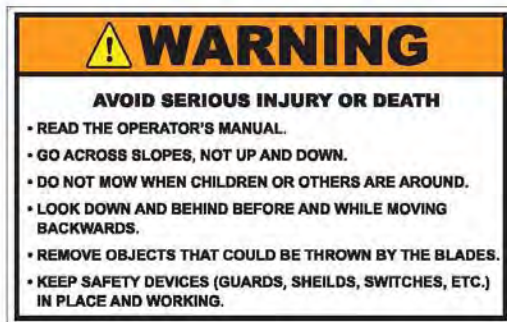 WARNING
AVOID SERIOUS INJURY OR DEATH
• READ THE OPERATOR'S MANUAL.
• GO ACROSS SLOPES, NOT UP AND DOWN.
• DO NOT MOW WHEN CHILDREN OR OTHERS ARE AROUND.
• LOOK DOWN AND BEHIND BEFORE AND WHILE MOVING
BACKWARDS.
• REMOVE OBJECTS THAT COULD BE THROWN BY THE BLADES.
• KEEP SAFETY DEVICES (GUARDS, SHEILDS, SWITCHES, ETC.)
IN PLACE AND WORKING.